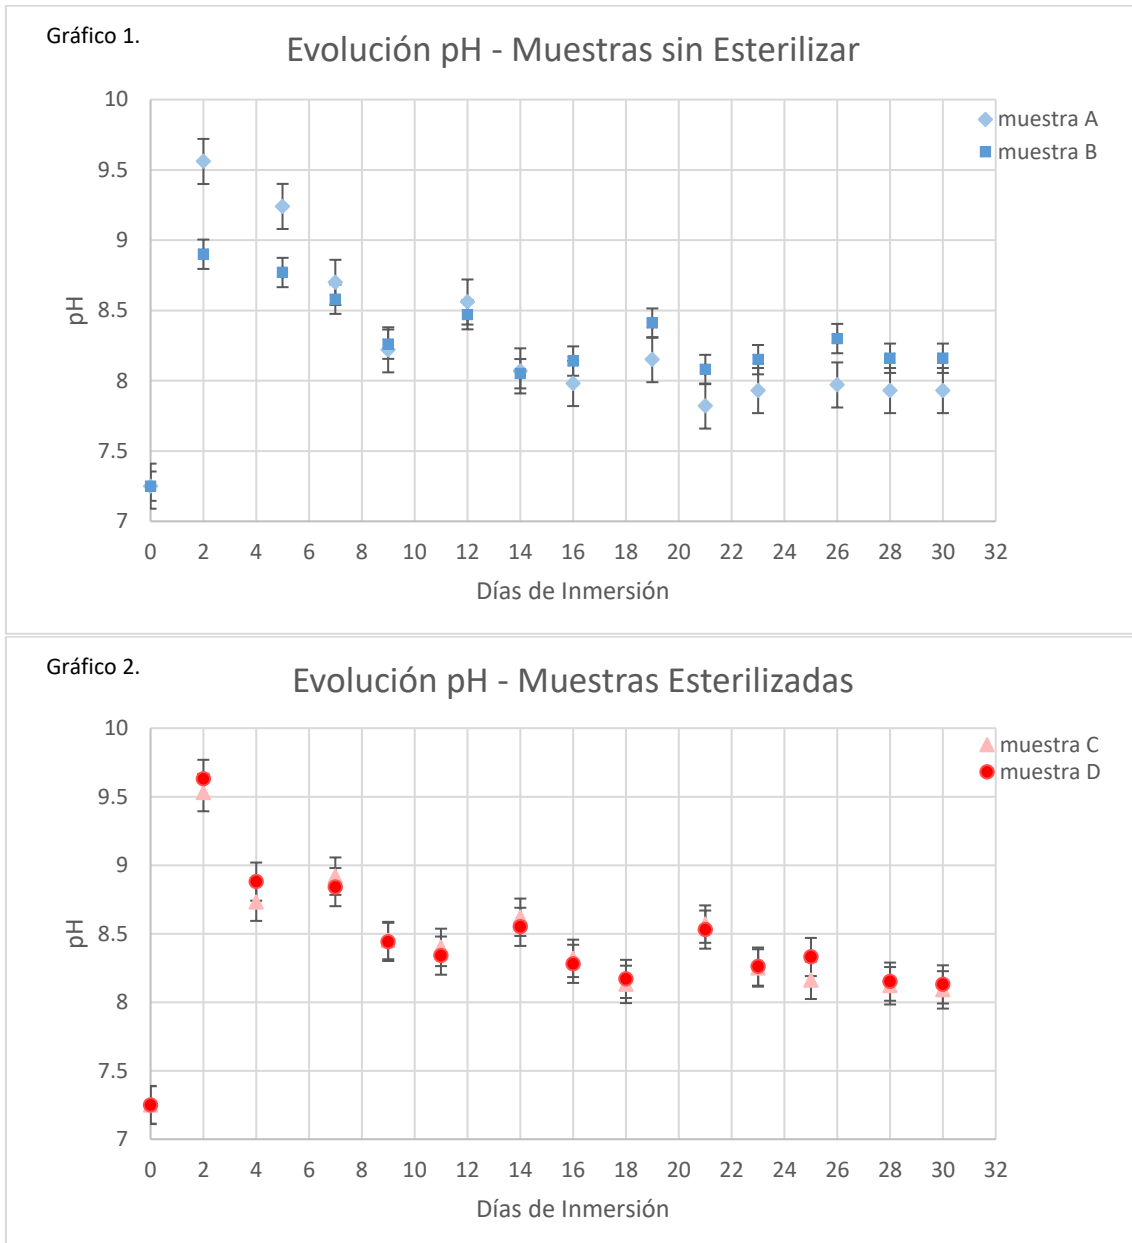 Gráfico 1.
Evolución pH - Muestras sin Esterilizar
10
9.5
9
8.5
8
7.5
7
pH
0 2 4 6 8 10 12 14 16 18 20 22 24 26 28 30 32
Días de Inmersión
muestra A
muestra B
Gráfico 2.
Evolución pH - Muestras Esterilizadas
10
9.5
9
8.5
8
7.5
7
pH
0 2 4 6 8 10 12 14 16 18 20 22 24 26 28 30 32
Días de Inmersión
muestra C
muestra D